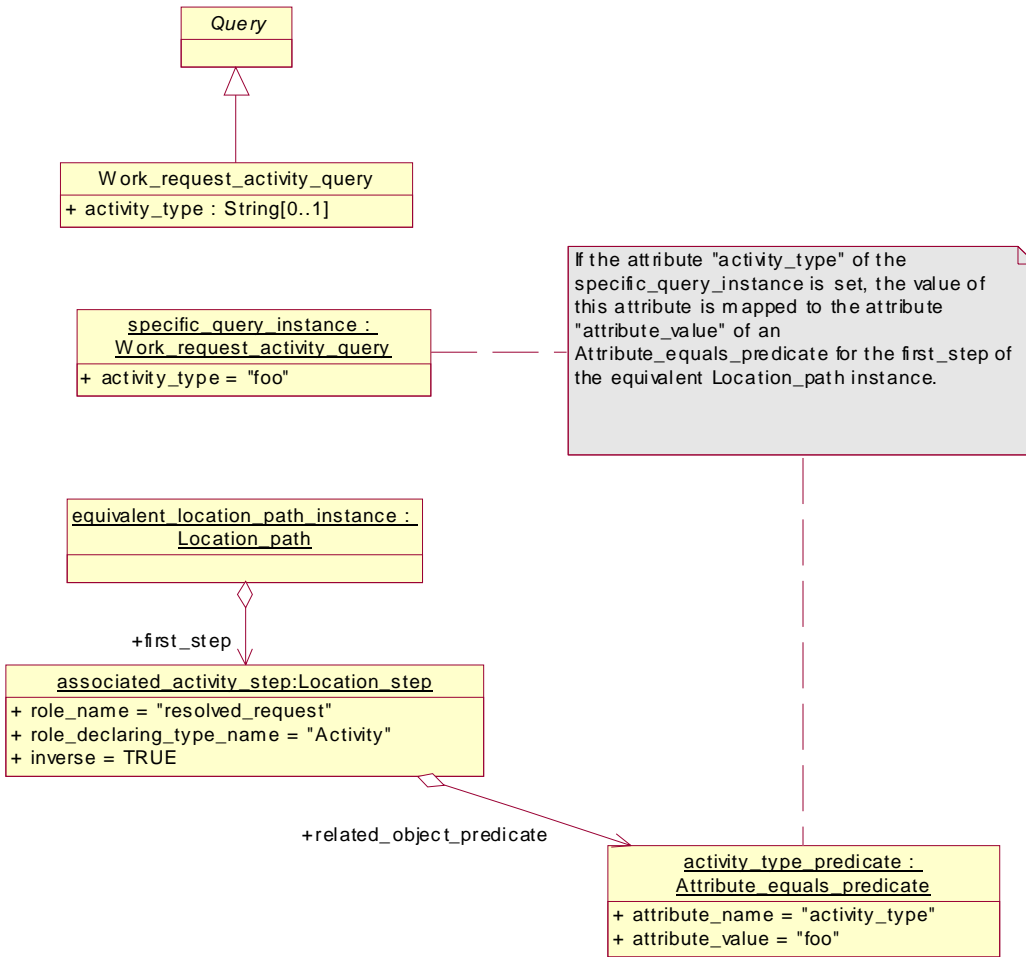 Query
Work_request_activity_query
+ activity_type : String[0..1]
If the attribute "activity_type" of the
specific_query_instance is set, the value of
this attribute is mapped to the attribute
"attribute_value" of an
Attribute_equals_predicate for the first_step of
the equivalent Location_path instance.
specific_query_instance :
Work_request_activity_query
+ activity_type = "foo"
equivalent_location_path_instance :
Location_path
+first_step
associated_activity_step:Location_step
+ role_name = "resolved_request"
+ role_declaring_type_name = "Activity"
+ inverse = TRUE
+related_object_predicate
activity_type_predicate :
Attribute_equals_predicate
+ attribute_name = "activity_type"
+ attribute_value = "foo"